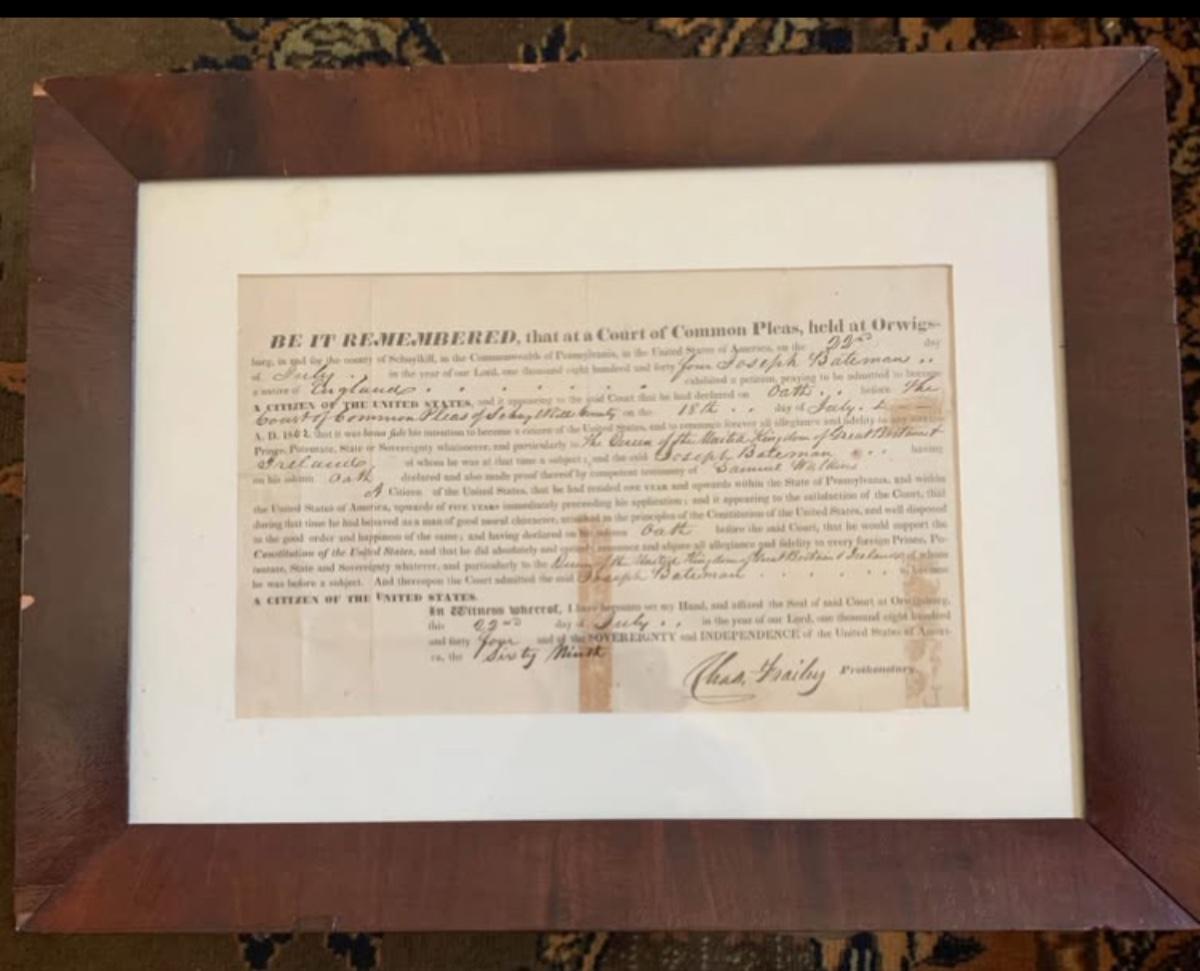 BE IT REMEMBERED, that at a Court of Common Pleas, held at Orwigs-
burg, in and for the county of Schuylkill, in the Commonwealth of Pennsylvania, in the United States of America, on the 22nd day
of July . . in the year of our Lord, one thousand eight hundred and forty four Joseph Bateman . .
a native of England . . . . . . exhibited a petition, praying to be admitted to become
A CITIZEN OF THE UNITED STATES, and it appearing to the said Court that he had declared on Oath . . before The
Court of Common Pleas of Schuylkill County on the 18th . . day of July
A. D. 1842 that it was bona fide his intention to become a citizen of the United States, and to renounce forever all allegiance and fidelity to any
Prince, Potentate, State or Sovereignty whatsoever, and particularly to The Queen of the United Kingdom of Great Britain &
Ireland of whom he was at that time a subject; and the said Joseph Bateman . . having
on his solemn Oath declared and also made proof thereof by competent testimony of Samuel
A Citizen of the United States, that he had resided ONE YEAR and upwards within the State of Pennsylvania, and within
the United States of America, upwards of FIVE YEARS immediately preceeding his application; and it appearing to the satisfaction of the Court, that
during that time he had behaved as a man of good moral character, attached to the principles of the Constitution of the United States, and well disposed
to the good order and happiness of the same; and having declared on his solemn Oath before the said Court, that he would support the
Constitution of the United States, and that he did absolutely and entirely renounce and abjure all allegiance and fidelity to every foreign Prince, Po-
tentate, State and Sovereignty whatever, and particularly to the Queen of the United Kingdom of Great Britain & Ireland of whom
he was before a subject. And thereupon the Court admitted the said Joseph Bateman . . . . . . to become
A CITIZEN OF THE UNITED STATES.
In Witness whereof, I have hereunto set my Hand, and affixed the Seal of said Court at Orwigsburg,
this 22nd day of July . . in the year of our Lord, one thousand eight hundred
and forty four and of the SOVEREIGNTY and INDEPENDENCE of the United States of Ameri-
ca, the Sixty Ninth
Chas. Frailey Prothonotary.